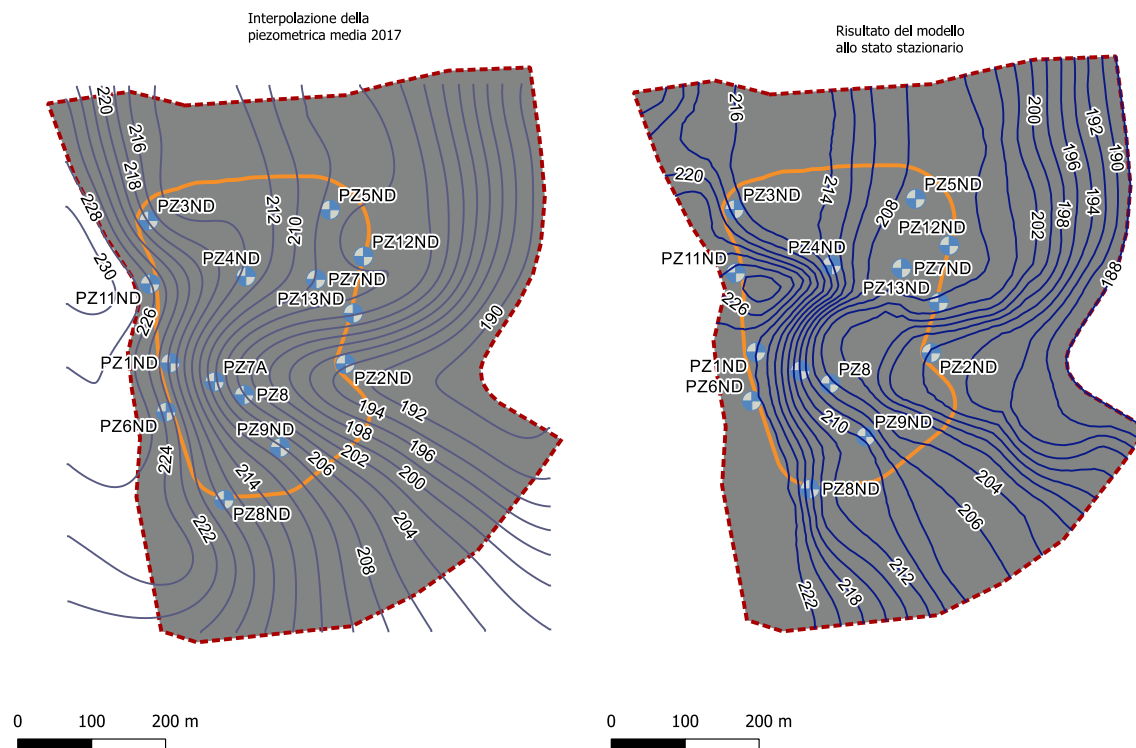 Interpolazione della
piezometrica media 2017
220
216
218
228
230
226
224
222
214
212
210
190
194
192
198
196
206
202
200
204
208
PZ3ND
PZ5ND
PZ12ND
PZ4ND
PZ7ND
PZ11ND
PZ13ND
PZ1ND
PZ7A
PZ2ND
PZ8
PZ6ND
PZ9ND
PZ8ND
0 100 200 m
Risultato del modello
allo stato stazionario
216
220
214
208
200
192
196
190
194
198
202
188
226
210
204
206
212
218
222
PZ3ND
PZ5ND
PZ12ND
PZ4ND
PZ11ND
PZ7ND
PZ13ND
PZ1ND
PZ8
PZ2ND
PZ6ND
PZ9ND
PZ8ND
0 100 200 m